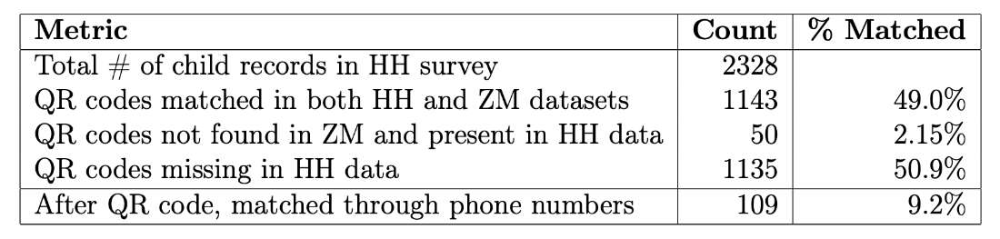 Metric Count % Matched
Total # of child records in HH survey 2328
QR codes matched in both HH and ZM datasets 1143 49.0%
QR codes not found in ZM and present in HH data 50 2.15%
QR codes missing in HH data 1135 50.9%
After QR code, matched through phone numbers 109 9.2%